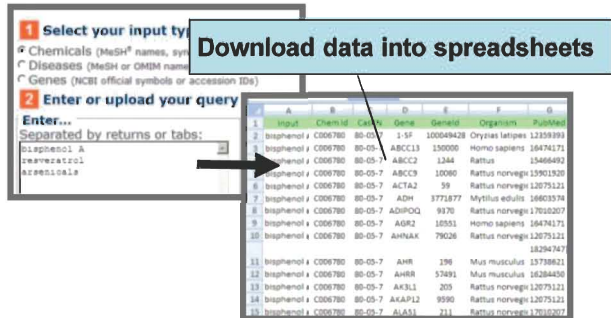 1 Select your input typ
Chemicals (MeSH® names, syn
Diseases (MeSH or OMIM name
Genes (NCBI official symbols or accession IDs)
2 Enter or upload your query
Enter...
Separated by returns or tabs:
bisphenol A
resveratrol
arsenicals
Download data into spreadsheets
A B C D E F G
1 Input Chem Id CasRN Gene GeneId Organism PubMed
2 bisphenol a C006780 80-05-7 1-SF 100049428 Oryzias latipes 12359393
3 bisphenol a C006780 80-05-7 ABCC13 150000 Homo sapiens 16474171
4 bisphenol a C006780 80-05-7 ABCC2 1244 Rattus 15466492
5 bisphenol a C006780 80-05-7 ABCC9 10060 Rattus norvegic 15901920
6 bisphenol a C006780 80-05-7 ACTA2 59 Rattus norvegic 12075121
7 bisphenol a C006780 80-05-7 ADH 3771877 Mytilus edulis 16603574
8 bisphenol a C006780 80-05-7 ADIPOQ 9370 Rattus norvegic 17010207
9 bisphenol a C006780 80-05-7 AGR2 10551 Homo sapiens 16474171
10 bisphenol a C006780 80-05-7 AHNAK 79026 Rattus norvegic 12075121
18294747
11 bisphenol a C006780 80-05-7 AHR 196 Mus musculus 15738621
12 bisphenol a C006780 80-05-7 AHRR 57491 Mus musculus 16284450
13 bisphenol a C006780 80-05-7 AK3L1 205 Rattus norvegic 12075121
14 bisphenol a C006780 80-05-7 AKAP12 9590 Rattus norvegic 12075121
15 bisphenol a C006780 80-05-7 ALAS1 211 Rattus norvegic 17010207